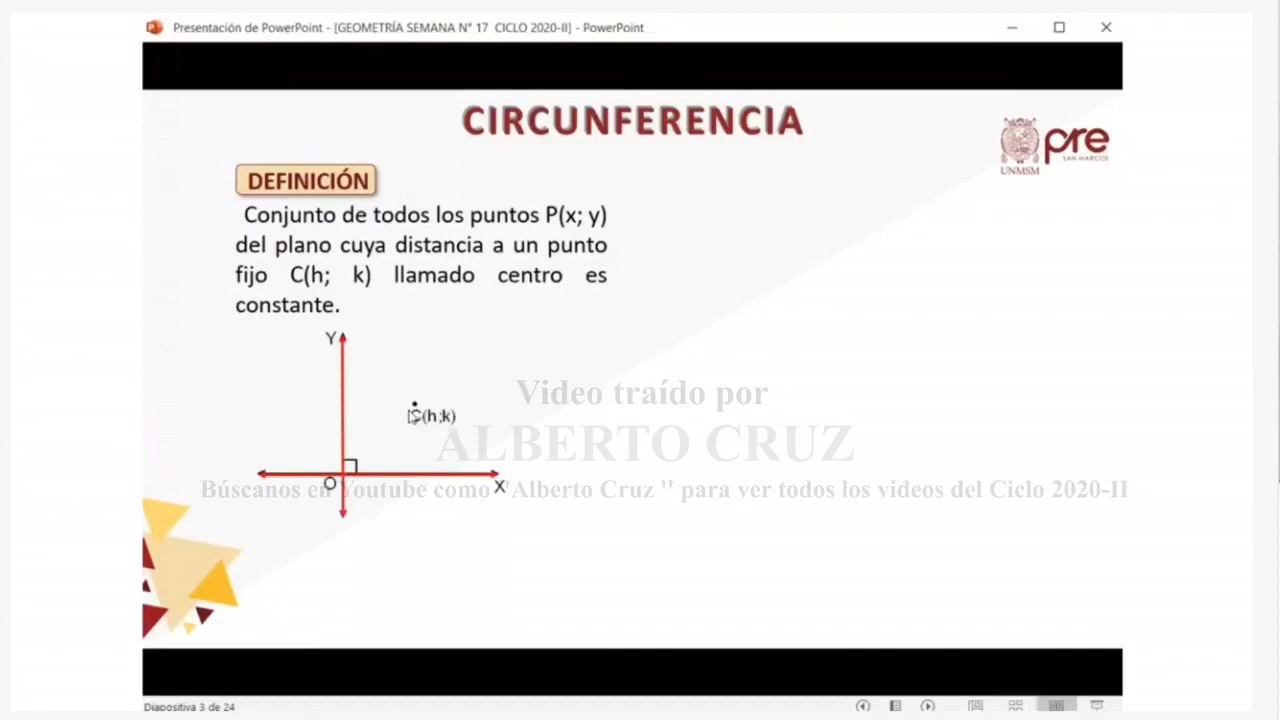 Presentación de PowerPoint - [GEOMETRÍA SEMANA N° 17 CICLO 2020-II] - PowerPoint
CIRCUNFERENCIA
pre
SAN MARCOS
UNMSM
DEFINICIÓN
Conjunto de todos los puntos P(x; y)
del plano cuya distancia a un punto
fijo C(h; k) llamado centro es
constante.
Y
C(h;k)
O
X
Video traído por
ALBERTO CRUZ
Búscanos en Youtube como ''Alberto Cruz '' para ver todos los videos del Ciclo 2020-II
Diapositiva 3 de 24